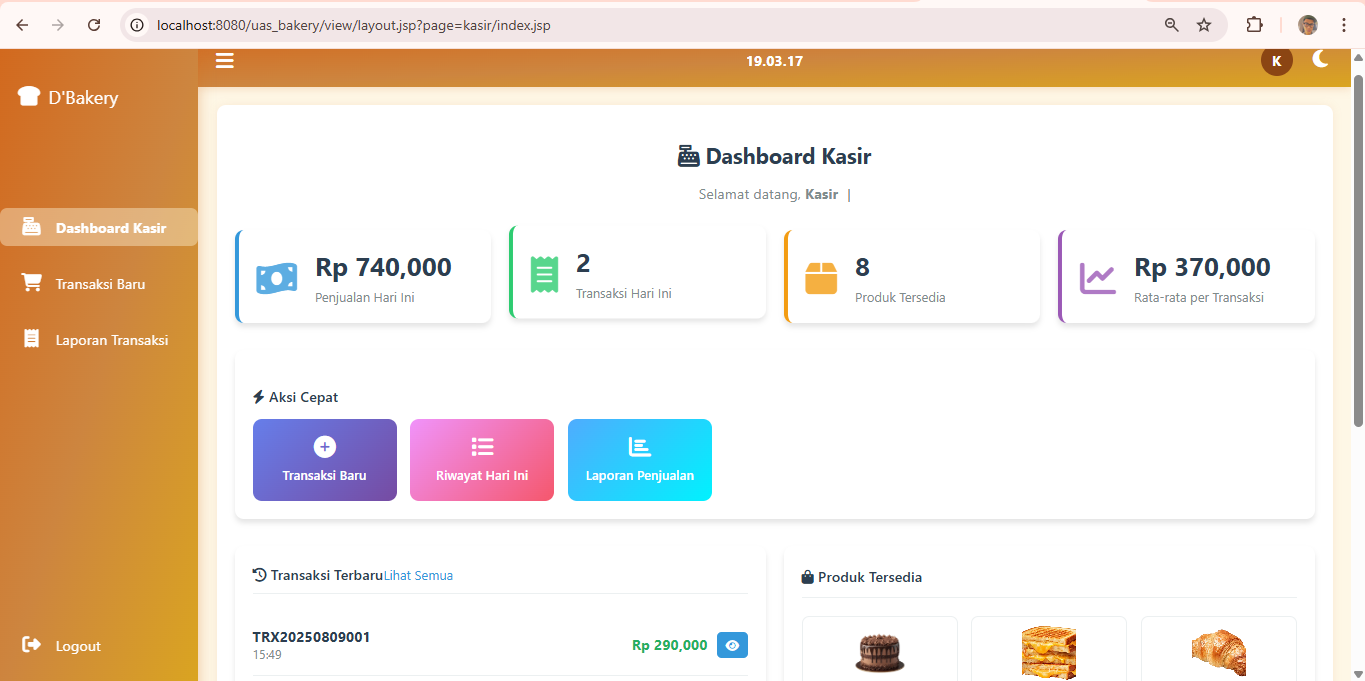 localhost:8080/uas_bakery/view/layout.jsp?page=kasir/index.jsp
D'Bakery
19.03.17
K
Dashboard Kasir
Transaksi Baru
Laporan Transaksi
Logout
Dashboard Kasir
Selamat datang, Kasir |
Rp 740,000
Penjualan Hari Ini
2
Transaksi Hari Ini
8
Produk Tersedia
Rp 370,000
Rata-rata per Transaksi
Aksi Cepat
Transaksi Baru
Riwayat Hari Ini
Laporan Penjualan
Transaksi TerbaruLihat Semua
TRX20250809001
15:49
Rp 290,000
Produk Tersedia